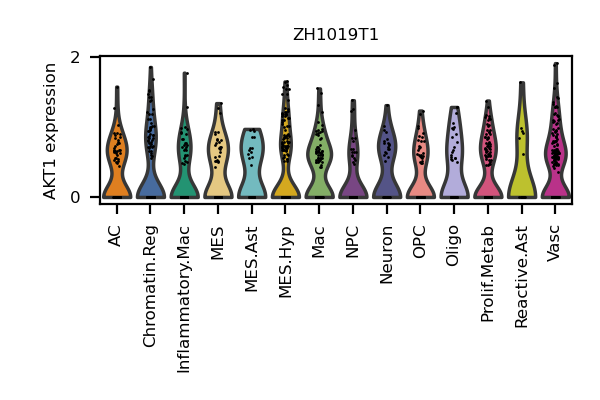 ZH1019T1
AKT1 expression
2
0
AC
Chromatin.Reg
Inflammatory.Mac
MES
MES.Ast
MES.Hyp
Mac
NPC
Neuron
OPC
Oligo
Prolif.Metab
Reactive.Ast
Vasc